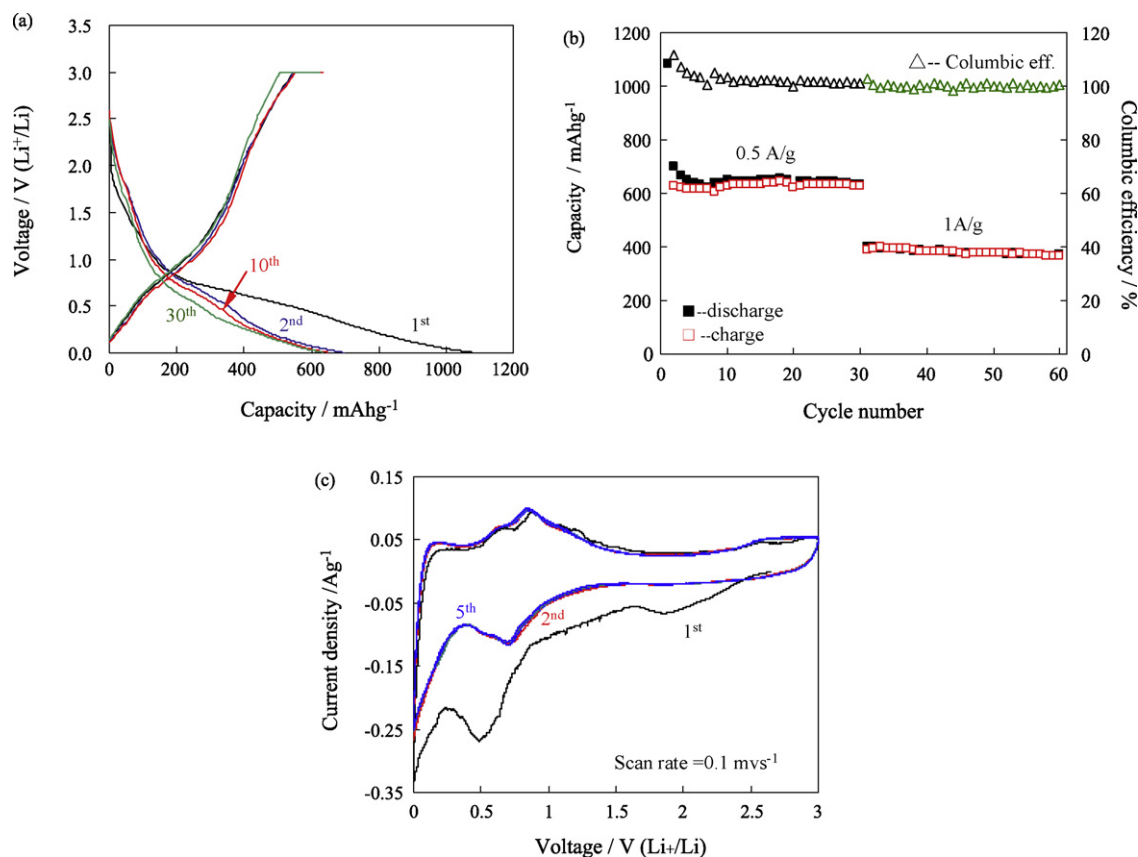 (a)
3.5
3.0
2.5
2.0
1.5
1.0
0.5
0.0
Voltage / V (Li⁺/Li)
10ᵗʰ
30ᵗʰ
2ⁿᵈ
1ˢᵗ
0 200 400 600 800 1000 1200
Capacity / mAhg⁻¹
(b)
1200
1000
800
600
400
200
0
Capacity / mAhg⁻¹
△-- Columbic eff.
0.5 A/g
1A/g
■--discharge
□--charge
120
100
80
60
40
20
0
Columbic efficiency / %
0 10 20 30 40 50 60
Cycle number
(c)
0.15
0.05
-0.05
-0.15
-0.25
-0.35
Current density /Ag⁻¹
5ᵗʰ
2ⁿᵈ
1ˢᵗ
Scan rate =0.1 mvs⁻¹
0 0.5 1 1.5 2 2.5 3
Voltage / V (Li₊/Li)